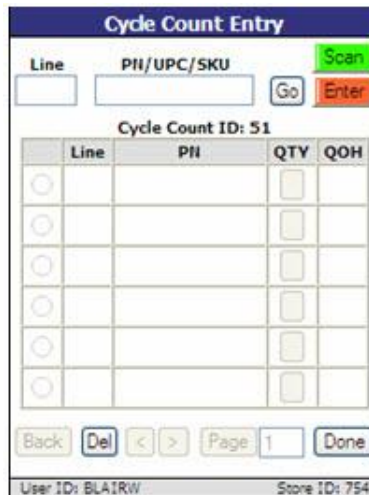 Cycle Count Entry
Scan
Line PN/UPC/SKU
Go Enter
Cycle Count ID: 51
Line PN QTY QOH
Back Del < > Page 1 Done
User ID: BLAIRW Store ID: 754